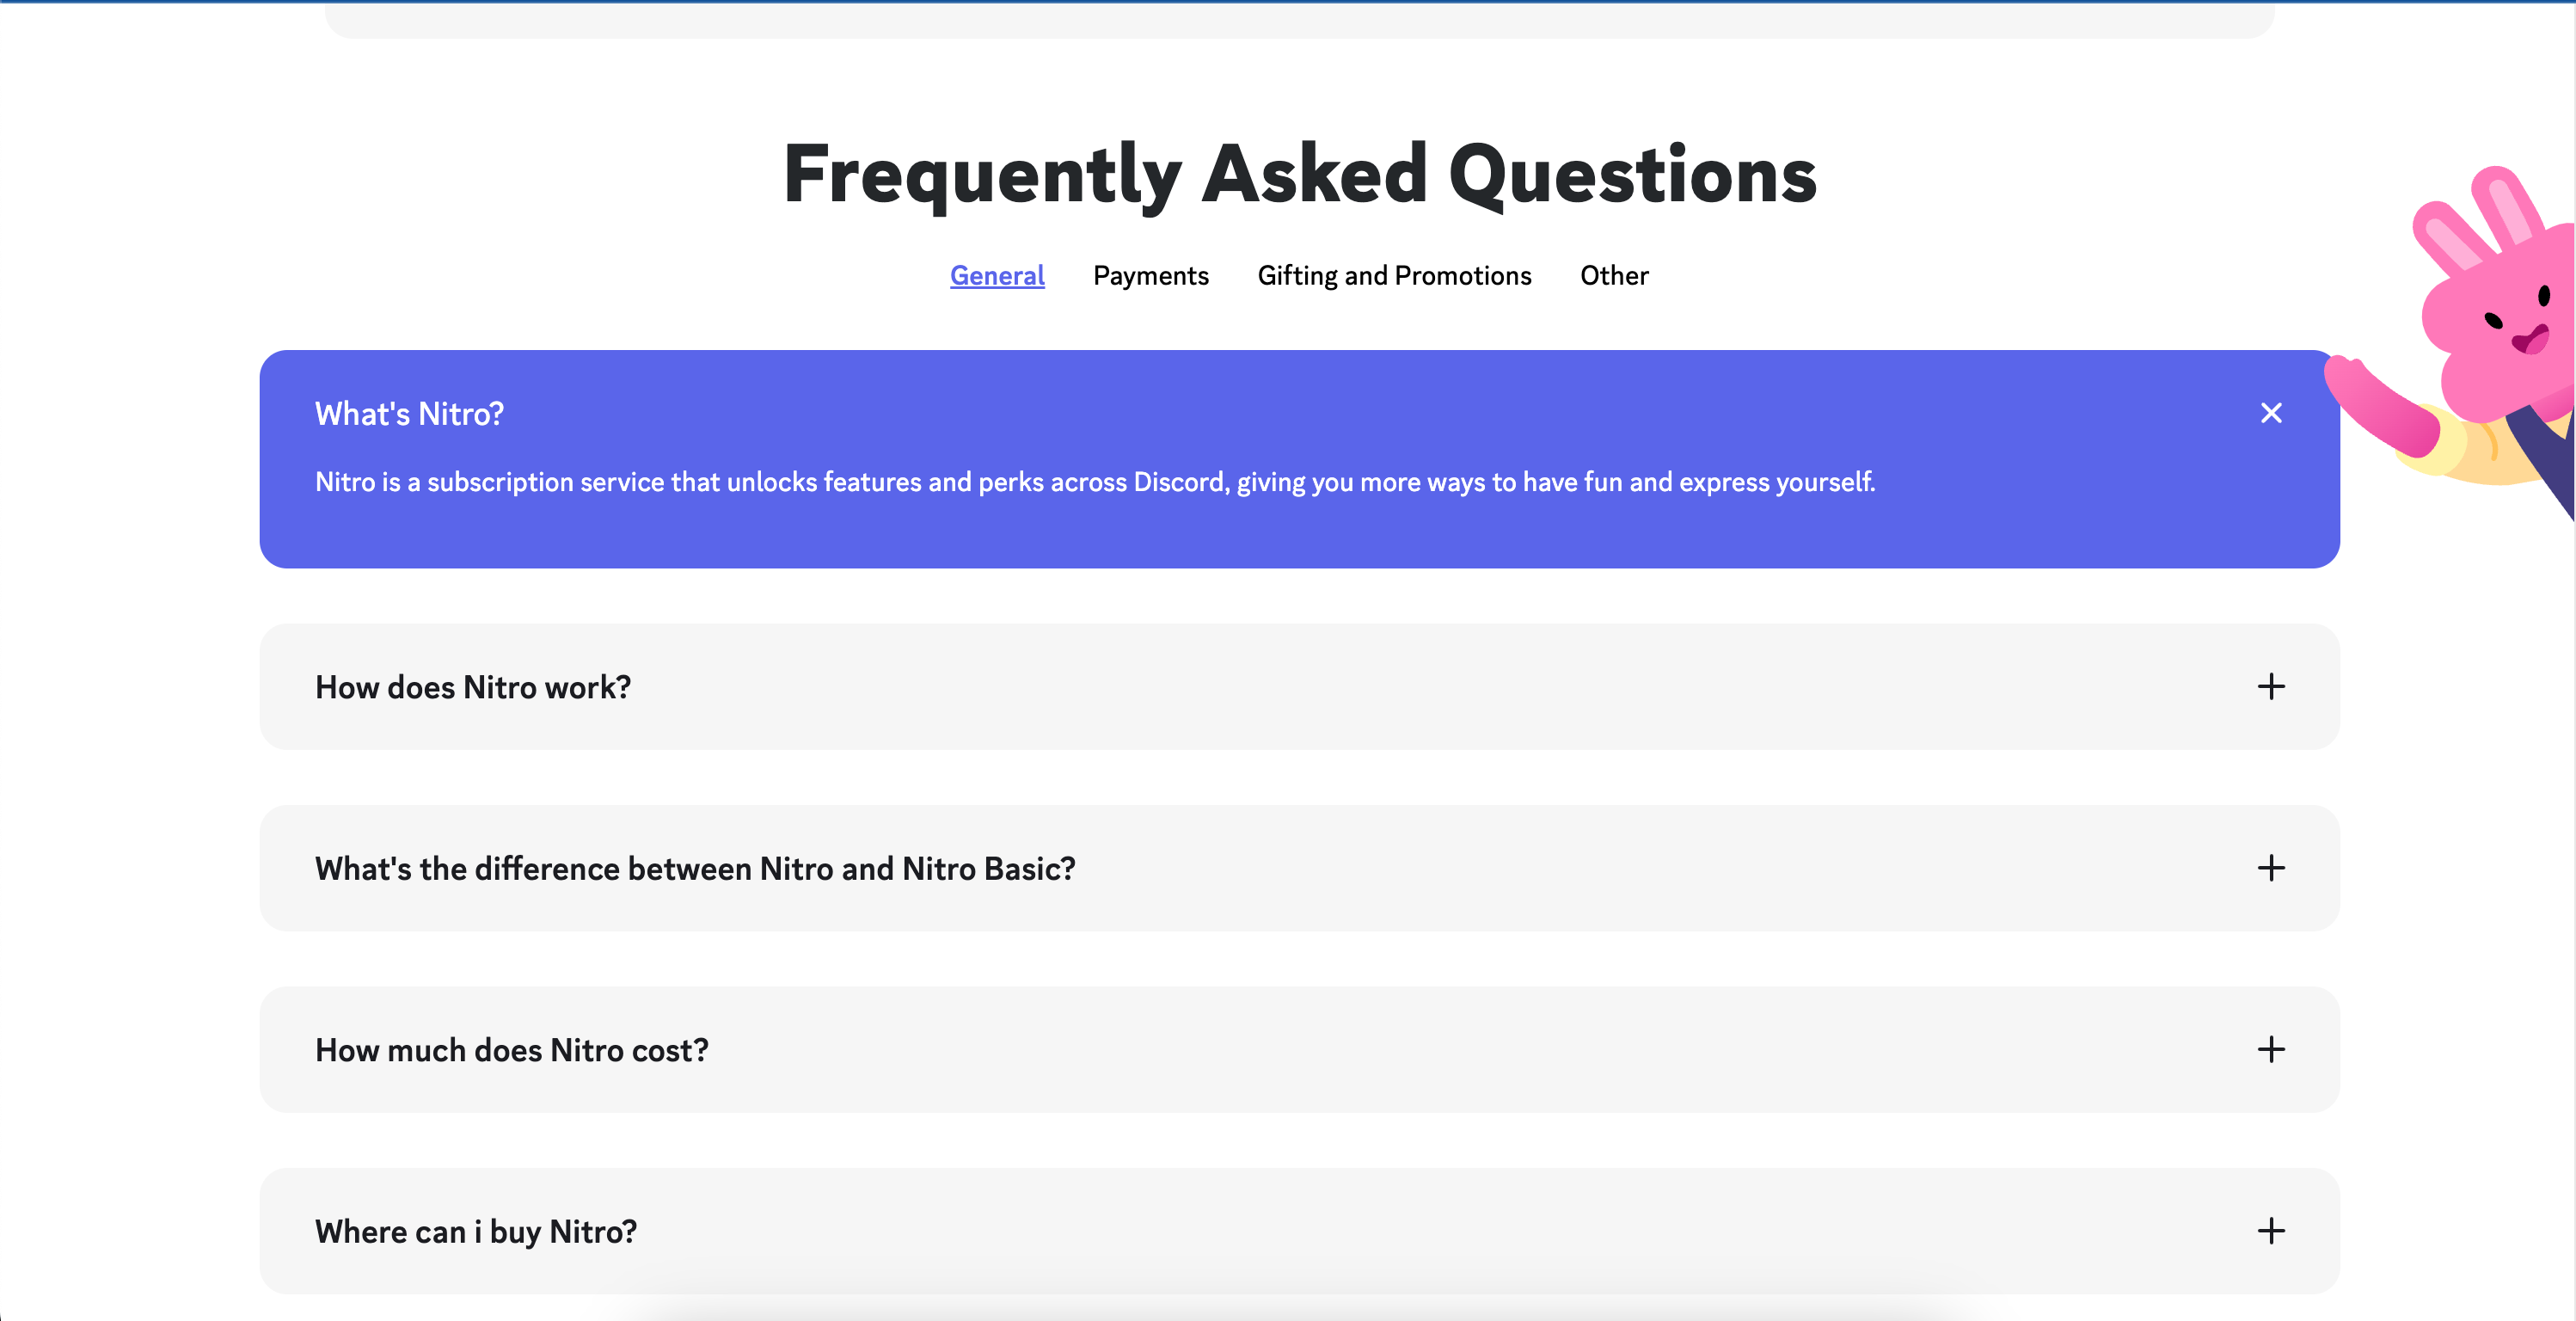 Frequently Asked Questions
General Payments Gifting and Promotions Other
What's Nitro?
Nitro is a subscription service that unlocks features and perks across Discord, giving you more ways to have fun and express yourself.
How does Nitro work?
What's the difference between Nitro and Nitro Basic?
How much does Nitro cost?
Where can i buy Nitro?